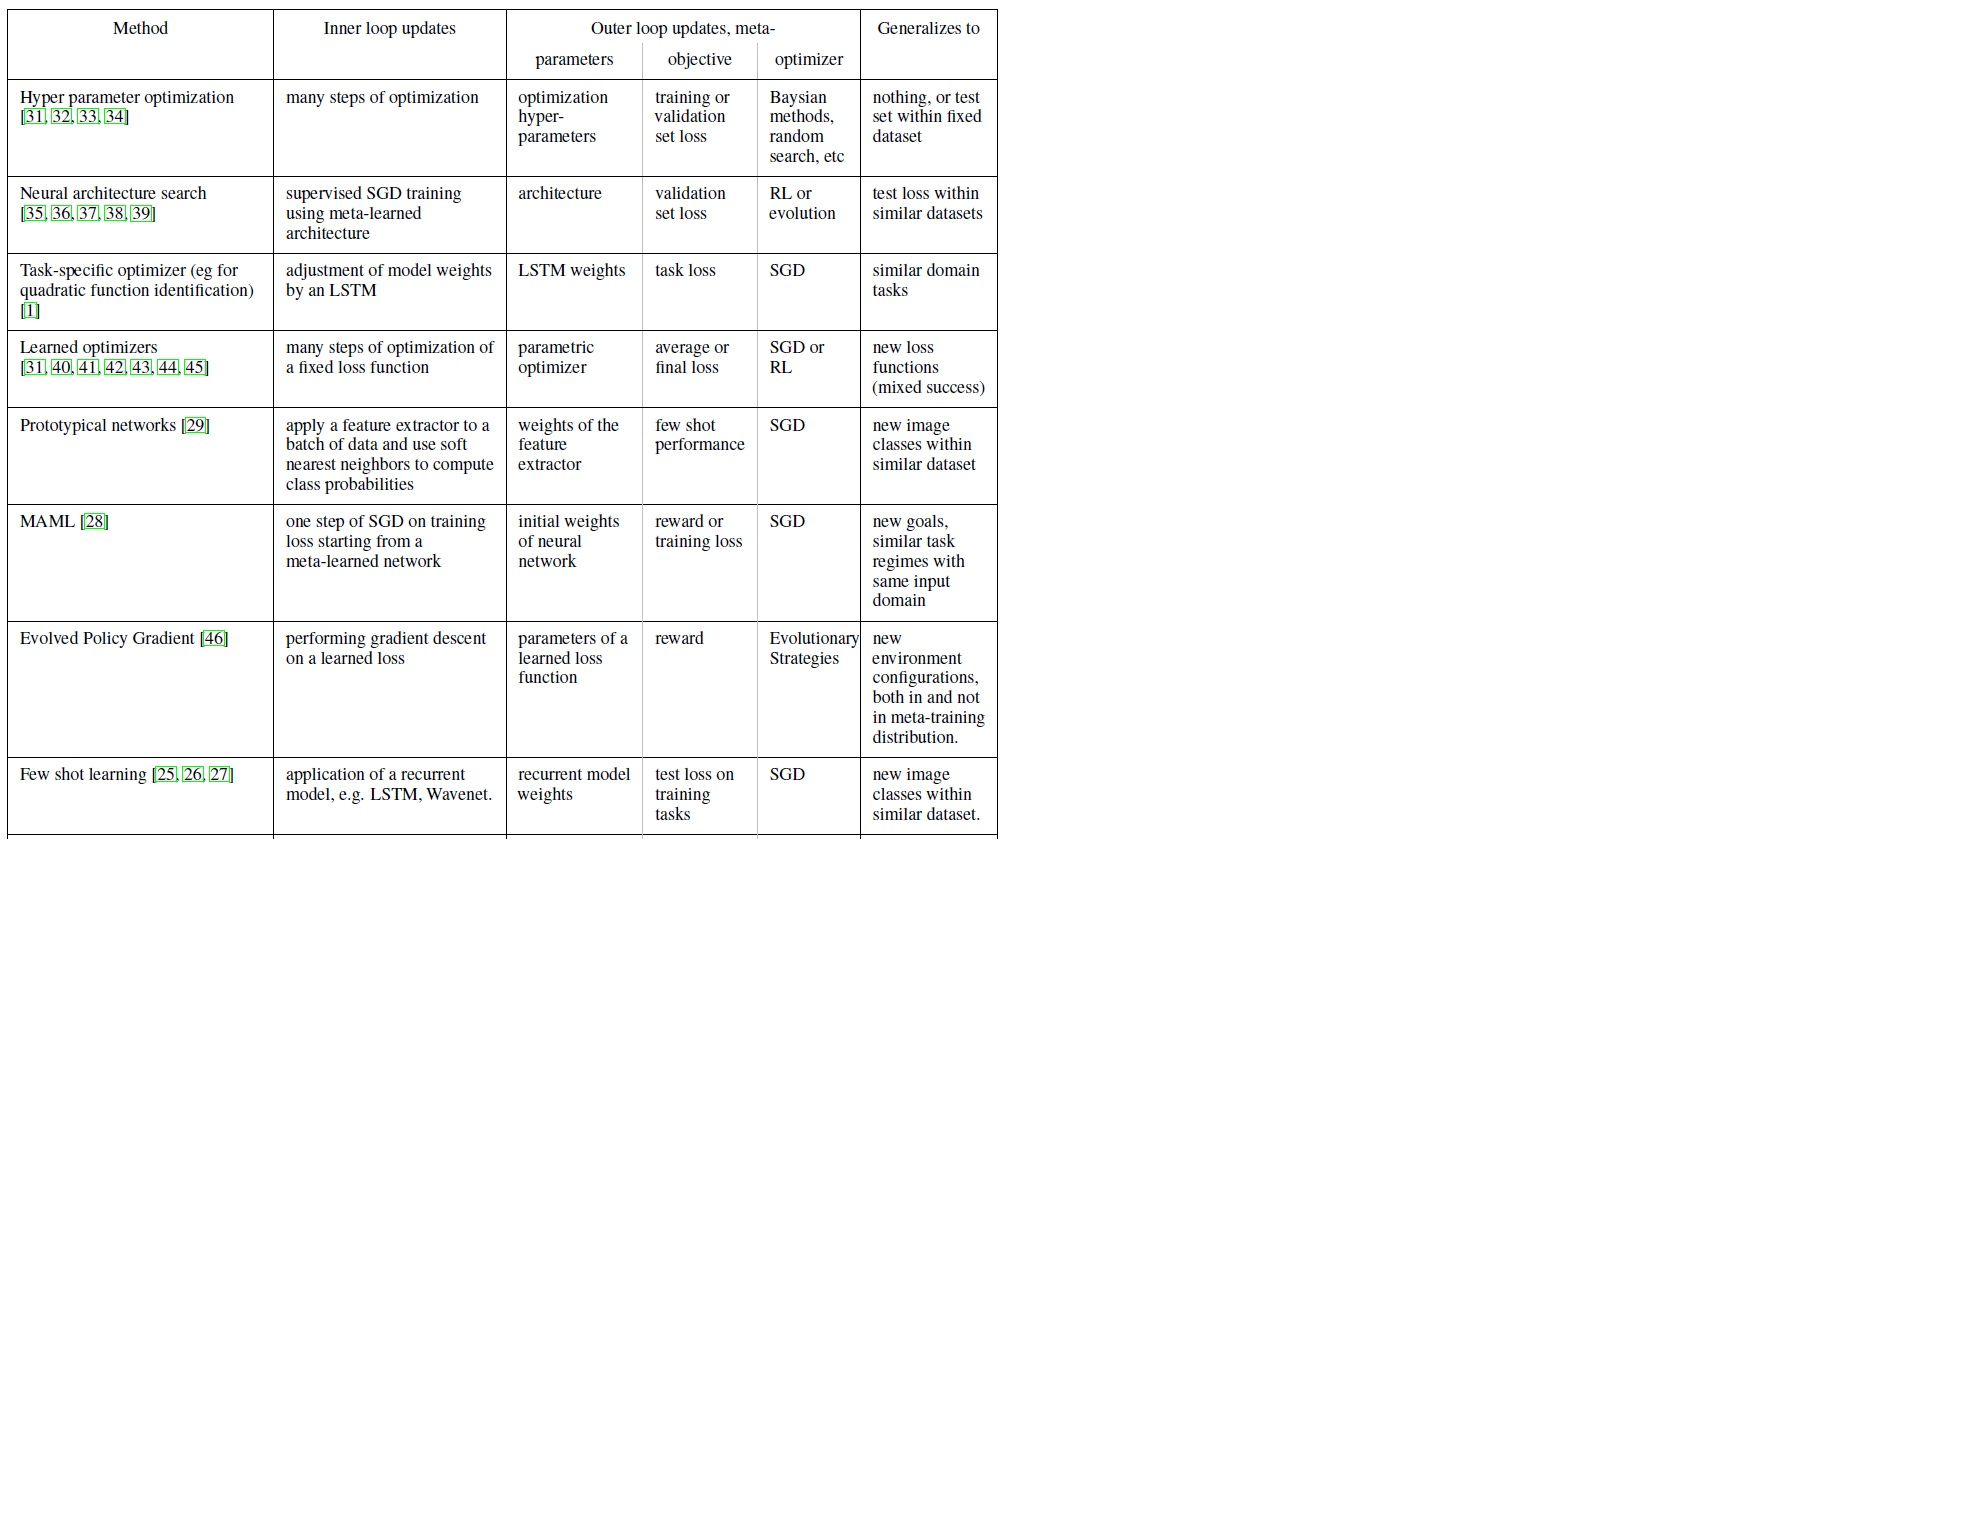 Method Inner loop updates Outer loop updates, meta- Generalizes to
parameters objective optimizer
Hyper parameter optimization
[31, 32, 33, 34]
many steps of optimization
optimization
hyper-
parameters
training or
validation
set loss
Baysian
methods,
random
search, etc
nothing, or test
set within fixed
dataset
Neural architecture search
[35, 36, 37, 38, 39]
supervised SGD training
using meta-learned
architecture
architecture
validation
set loss
RL or
evolution
test loss within
similar datasets
Task-specific optimizer (eg for
quadratic function identification)
[1]
adjustment of model weights
by an LSTM
LSTM weights
task loss
SGD
similar domain
tasks
Learned optimizers
[31, 40, 41, 42, 43, 44, 45]
many steps of optimization of
a fixed loss function
parametric
optimizer
average or
final loss
SGD or
RL
new loss
functions
(mixed success)
Prototypical networks [29]
apply a feature extractor to a
batch of data and use soft
nearest neighbors to compute
class probabilities
weights of the
feature
extractor
few shot
performance
SGD
new image
classes within
similar dataset
MAML [28]
one step of SGD on training
loss starting from a
meta-learned network
initial weights
of neural
network
reward or
training loss
SGD
new goals,
similar task
regimes with
same input
domain
Evolved Policy Gradient [46]
performing gradient descent
on a learned loss
parameters of a
learned loss
function
reward
Evolutionary
Strategies
new
environment
configurations,
both in and not
in meta-training
distribution.
Few shot learning [25, 26, 27]
application of a recurrent
model, e.g. LSTM, Wavenet.
recurrent model
weights
test loss on
training
tasks
SGD
new image
classes within
similar dataset.